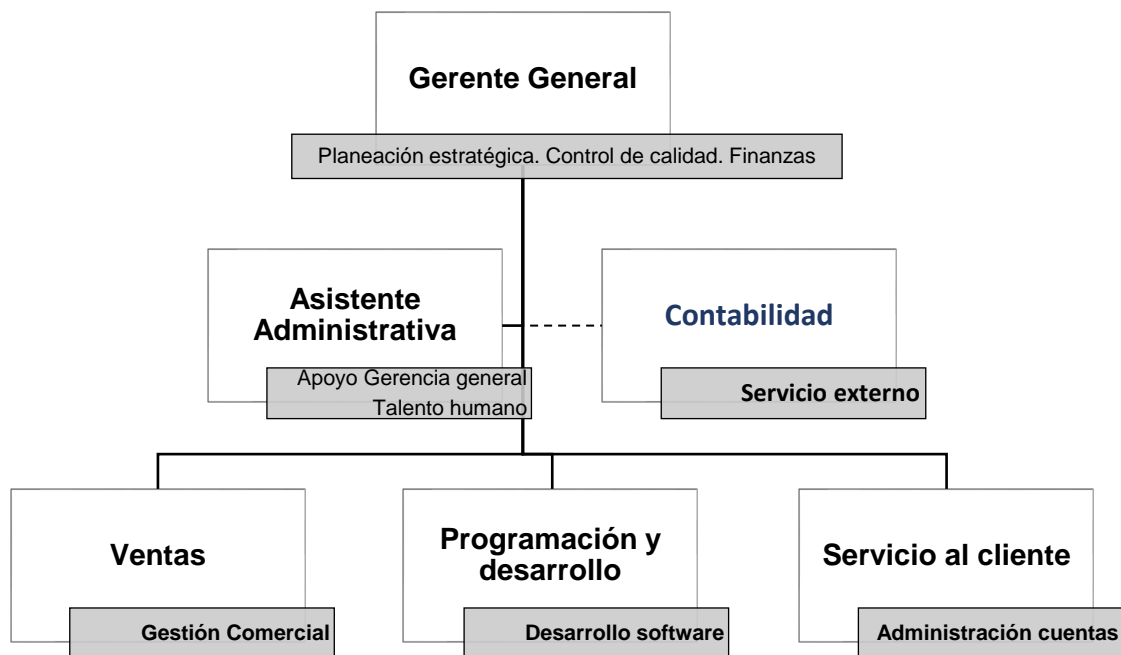 Gerente General
Planeación estratégica. Control de calidad. Finanzas
Asistente
Administrativa
Apoyo Gerencia general
Talento humano
Contabilidad
Servicio externo
Ventas
Gestión Comercial
Programación y
desarrollo
Desarrollo software
Servicio al cliente
Administración cuentas